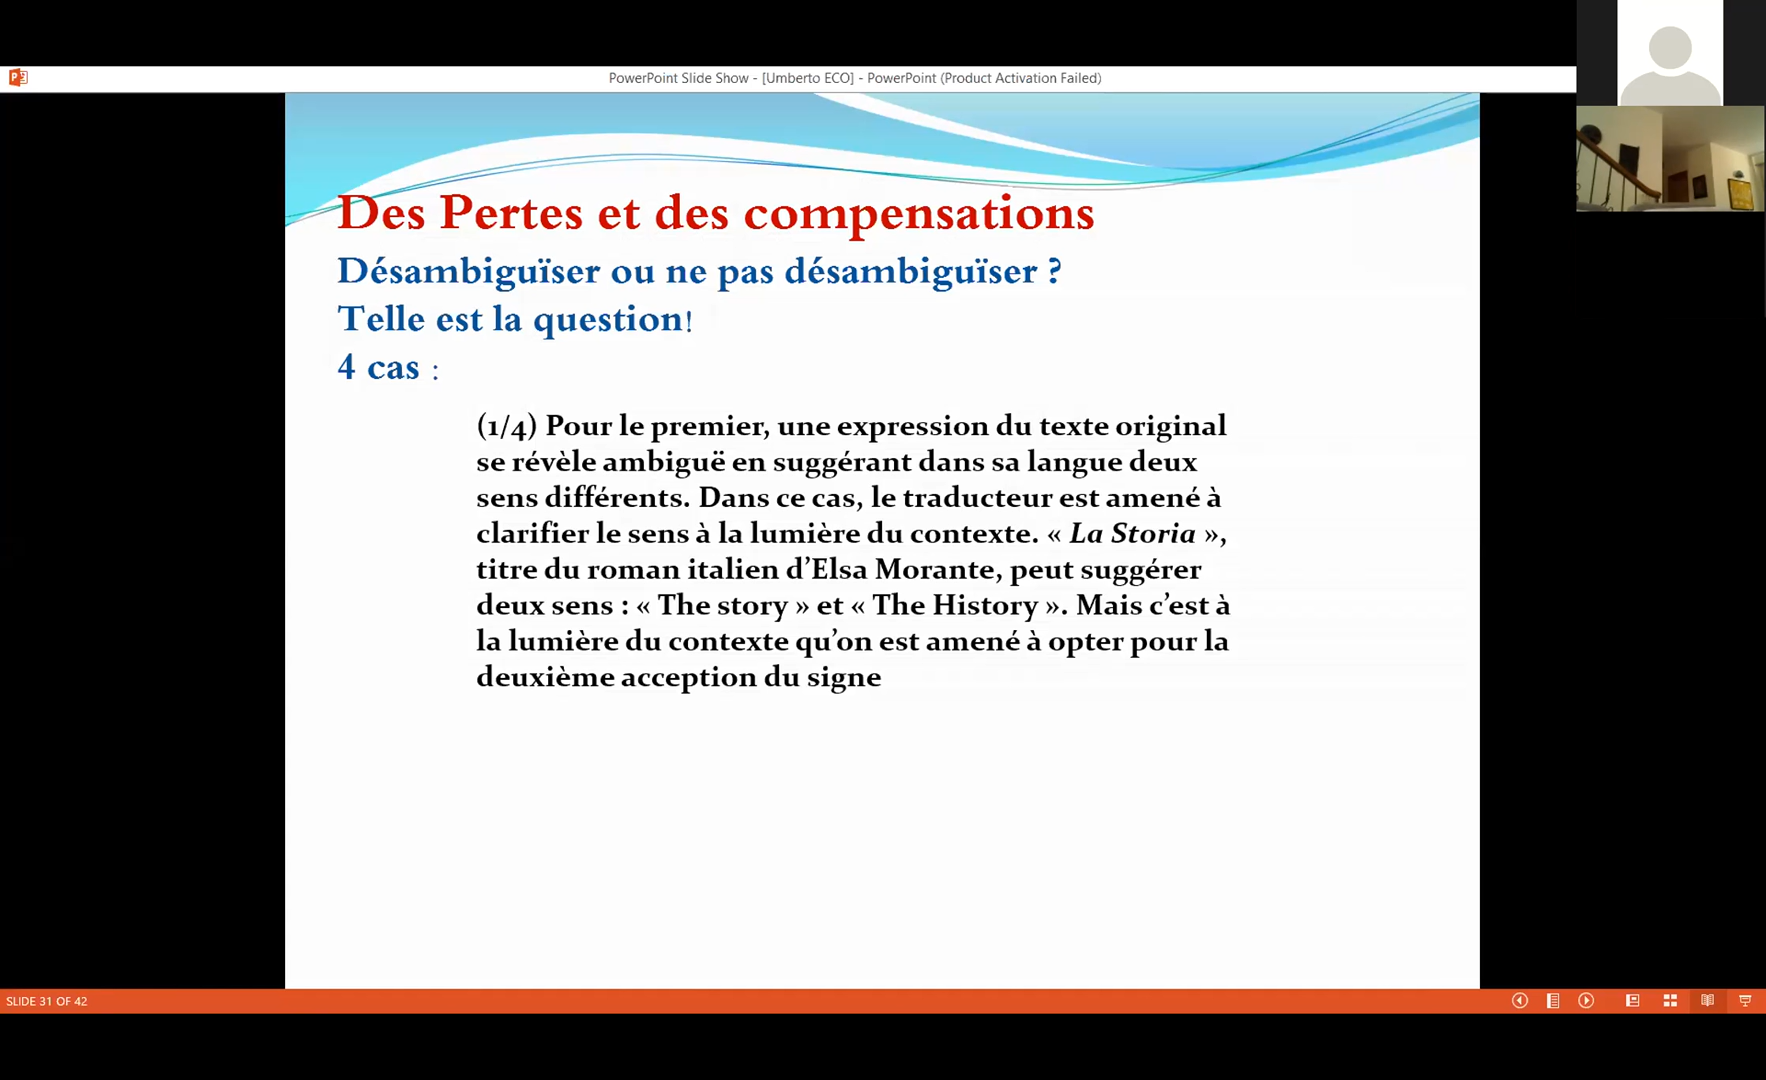 PowerPoint Slide Show - [Umberto ECO] - PowerPoint (Product Activation Failed)
Des Pertes et des compensations
Désambiguïser ou ne pas désambiguïser ?
Telle est la question!
4 cas :
(1/4) Pour le premier, une expression du texte original
se révèle ambiguë en suggérant dans sa langue deux
sens différents. Dans ce cas, le traducteur est amené à
clarifier le sens à la lumière du contexte. « La Storia »,
titre du roman italien d’Elsa Morante, peut suggérer
deux sens : « The story » et « The History ». Mais c’est à
la lumière du contexte qu’on est amené à opter pour la
deuxième acception du signe
SLIDE 31 OF 42